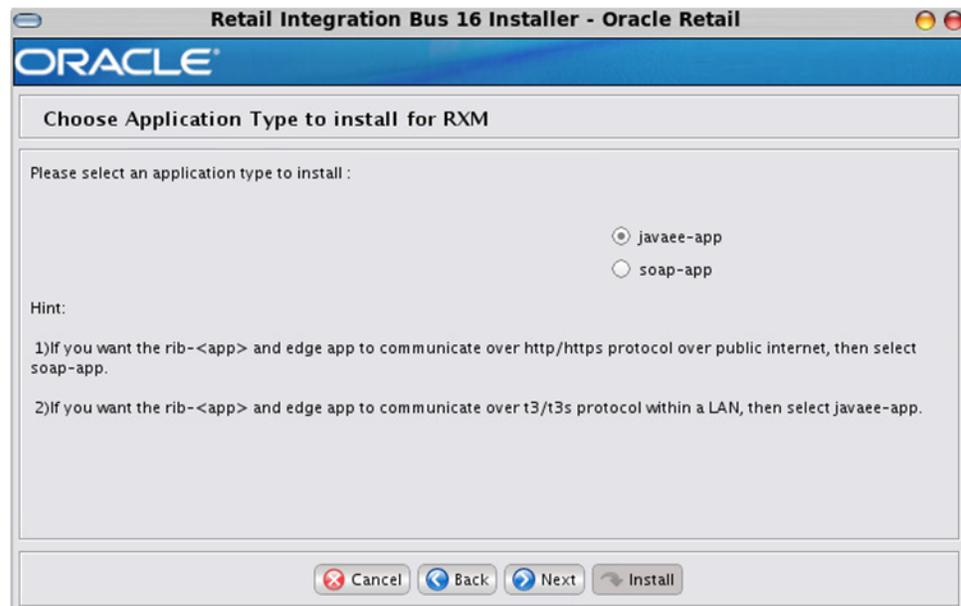 Retail Integration Bus 16 Installer - Oracle Retail
ORACLE®
Choose Application Type to install for RXM
Please select an application type to install :
javaee-app
soap-app
Hint:
1)If you want the rib-<app> and edge app to communicate over http/https protocol over public internet, then select
soap-app.
2)If you want the rib-<app> and edge app to communicate over t3/t3s protocol within a LAN, then select javaee-app.
Cancel Back Next Install